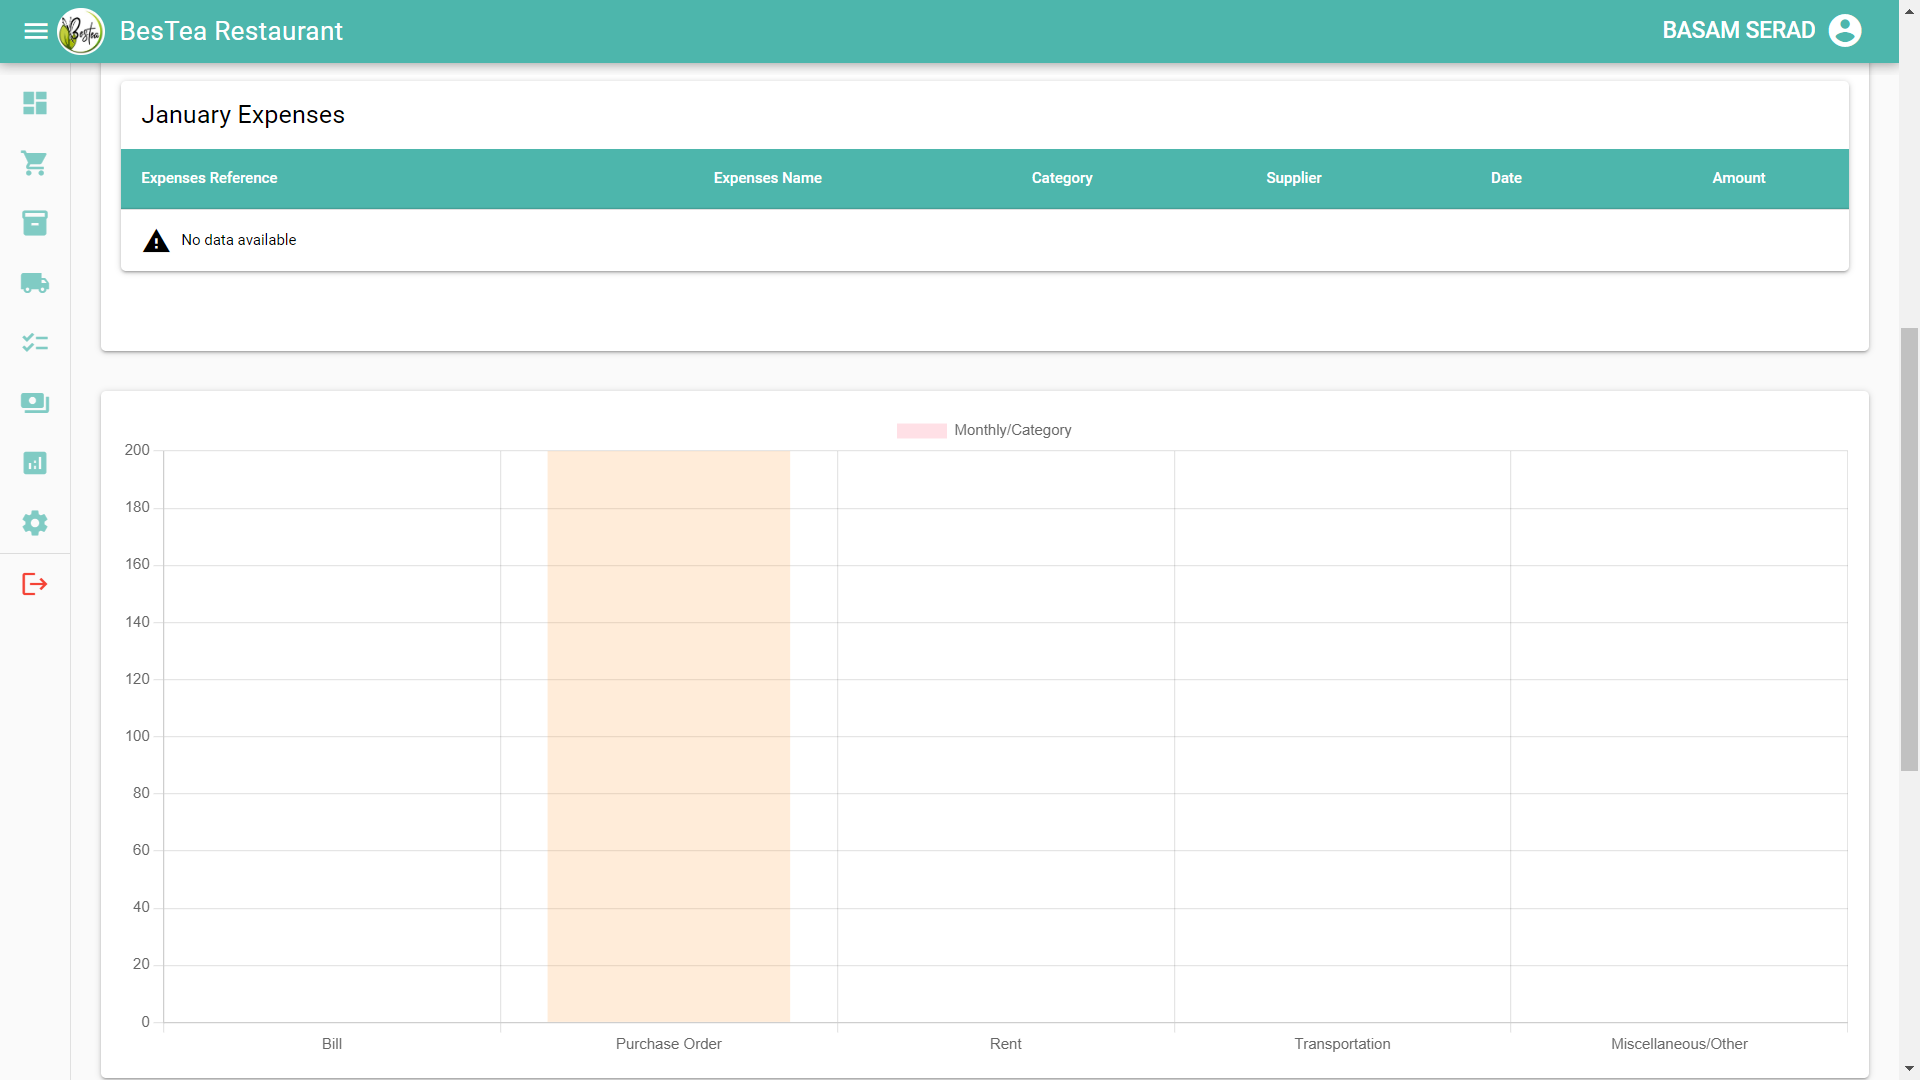 Bestea
BesTea Restaurant
BASAM SERAD
January Expenses
Expenses Reference Expenses Name Category Supplier Date Amount
No data available
Monthly/Category
200
180
160
140
120
100
80
60
40
20
0
Bill Purchase Order Rent Transportation Miscellaneous/Other